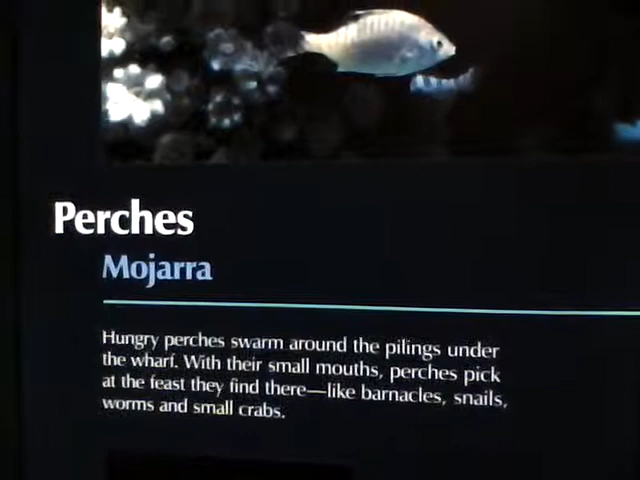 Perches
Mojarra
Hungry perches swarm around the pilings under
the wharf. With their small mouths, perches pick
at the feast they find there—like barnacles, snails,
worms and small crabs.